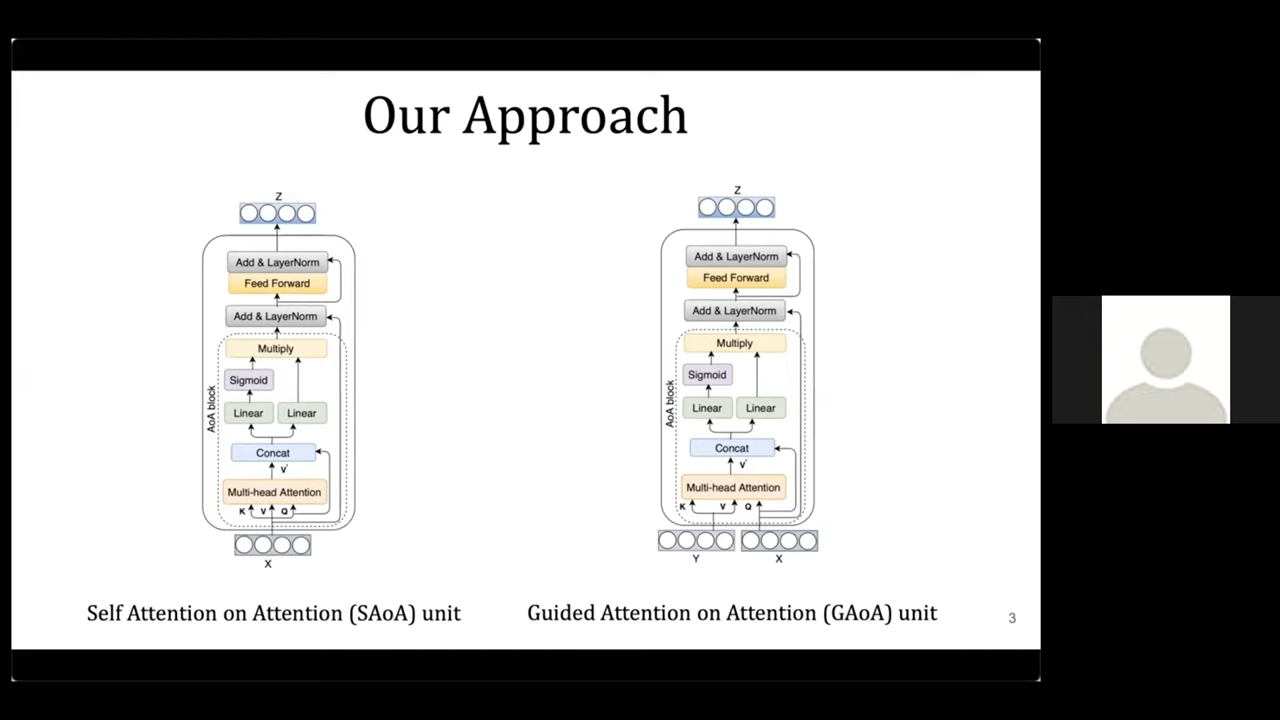 Our Approach
Z
Add & LayerNorm
Feed Forward
Add & LayerNorm
Multiply
Sigmoid
Linear Linear
AoA block
Concat
V'
Multi-head Attention
K V Q
X
Self Attention on Attention (SAoA) unit
Z
Add & LayerNorm
Feed Forward
Add & LayerNorm
Multiply
Sigmoid
Linear Linear
AoA block
Concat
V'
Multi-head Attention
K V Q
Y X
Guided Attention on Attention (GAoA) unit
3